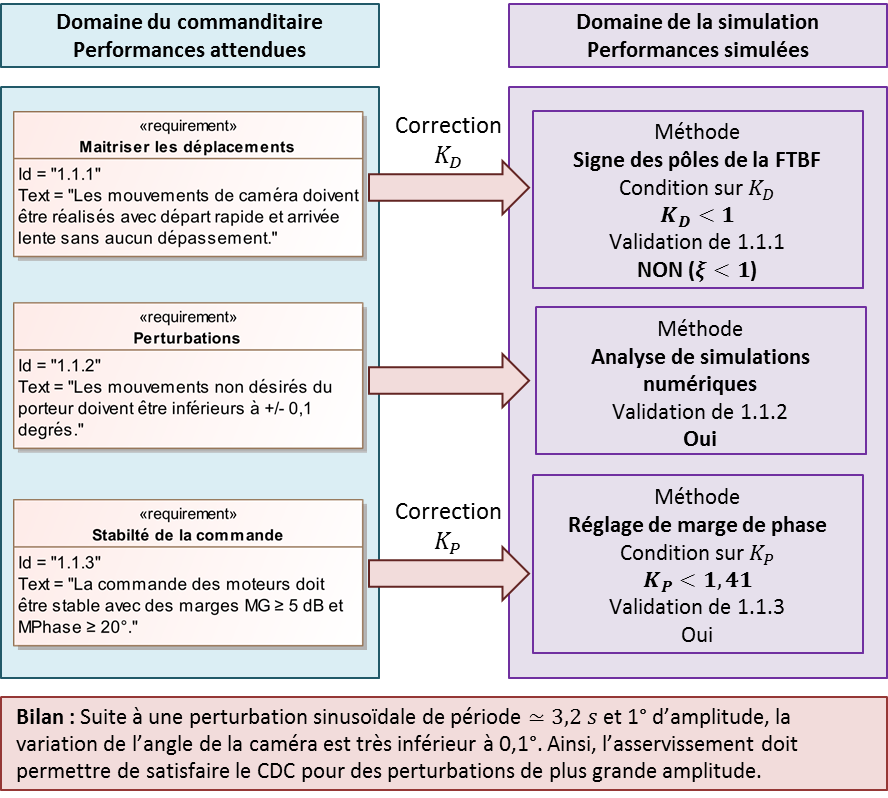 Domaine du commanditaire
Performances attendues
Domaine de la simulation
Performances simulées
«requirement»
Maitriser les déplacements
Id = "1.1.1"
Text = "Les mouvements de caméra doivent
être réalisés avec départ rapide et arrivée
lente sans aucun dépassement."
Correction
K_D
Méthode
Signe des pôles de la FTBF
Condition sur K_D
K_D < 1
Validation de 1.1.1
NON (ξ < 1)
«requirement»
Perturbations
Id = "1.1.2"
Text = "Les mouvements non désirés du
porteur doivent être inférieurs à +/- 0,1
degrés."
Méthode
Analyse de simulations
numériques
Validation de 1.1.2
Oui
«requirement»
Stabilté de la commande
Id = "1.1.3"
Text = "La commande des moteurs doit
être stable avec des marges MG ≥ 5 dB et
MPhase ≥ 20°."
Correction
K_P
Méthode
Réglage de marge de phase
Condition sur K_P
K_P < 1,41
Validation de 1.1.3
Oui
Bilan : Suite à une perturbation sinusoïdale de période ≃ 3,2 s et 1° d’amplitude, la
variation de l’angle de la caméra est très inférieur à 0,1°. Ainsi, l’asservissement doit
permettre de satisfaire le CDC pour des perturbations de plus grande amplitude.